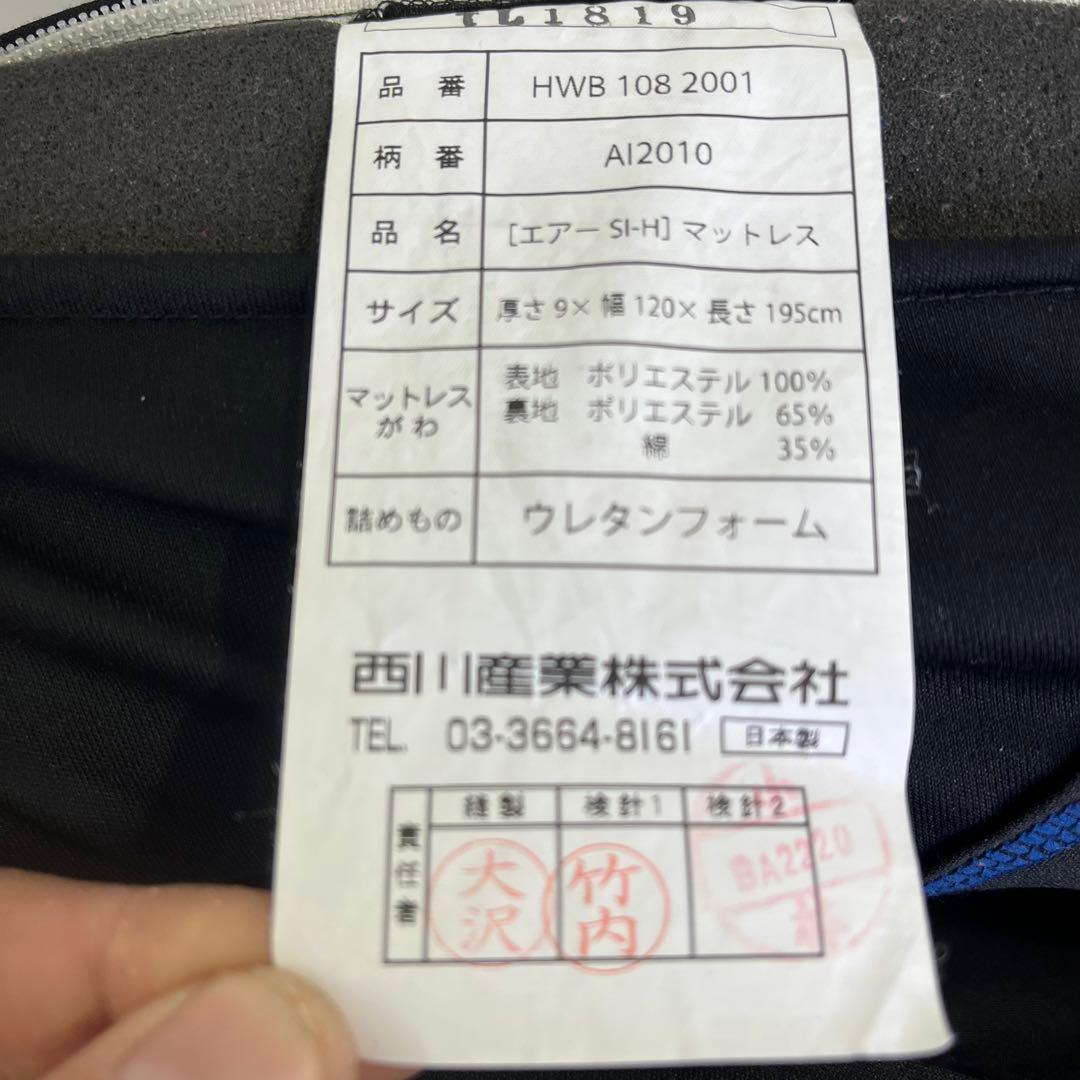 品番 HWB 108 2001
柄番 AI2010
品名 [エアー SI-H] マットレス
サイズ 厚さ 9× 幅 120× 長さ 195cm
マットレスがわ 表地 ポリエステル 100%
裏地 ポリエステル 65%
綿 35%
詰めもの ウレタンフォーム
西川産業株式会社
TEL. 03-3664-8161 日本製
責任者 縫製 検針1 検針2
大沢 竹内 BA2220